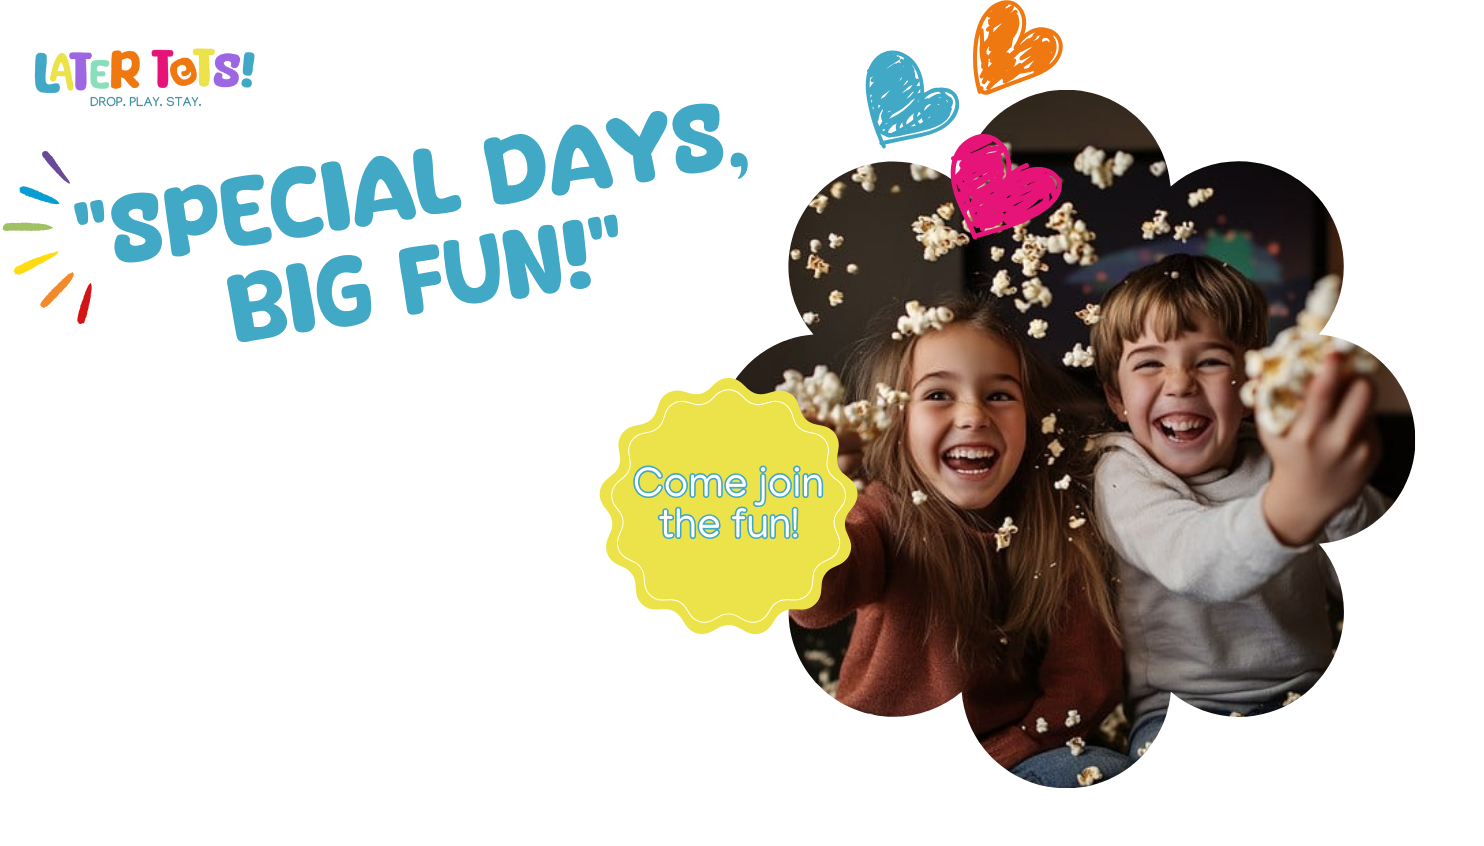 LATER TOTS!
DROP. PLAY. STAY.
"SPECIAL DAYS,
BIG FUN!"
Come join
the fun!